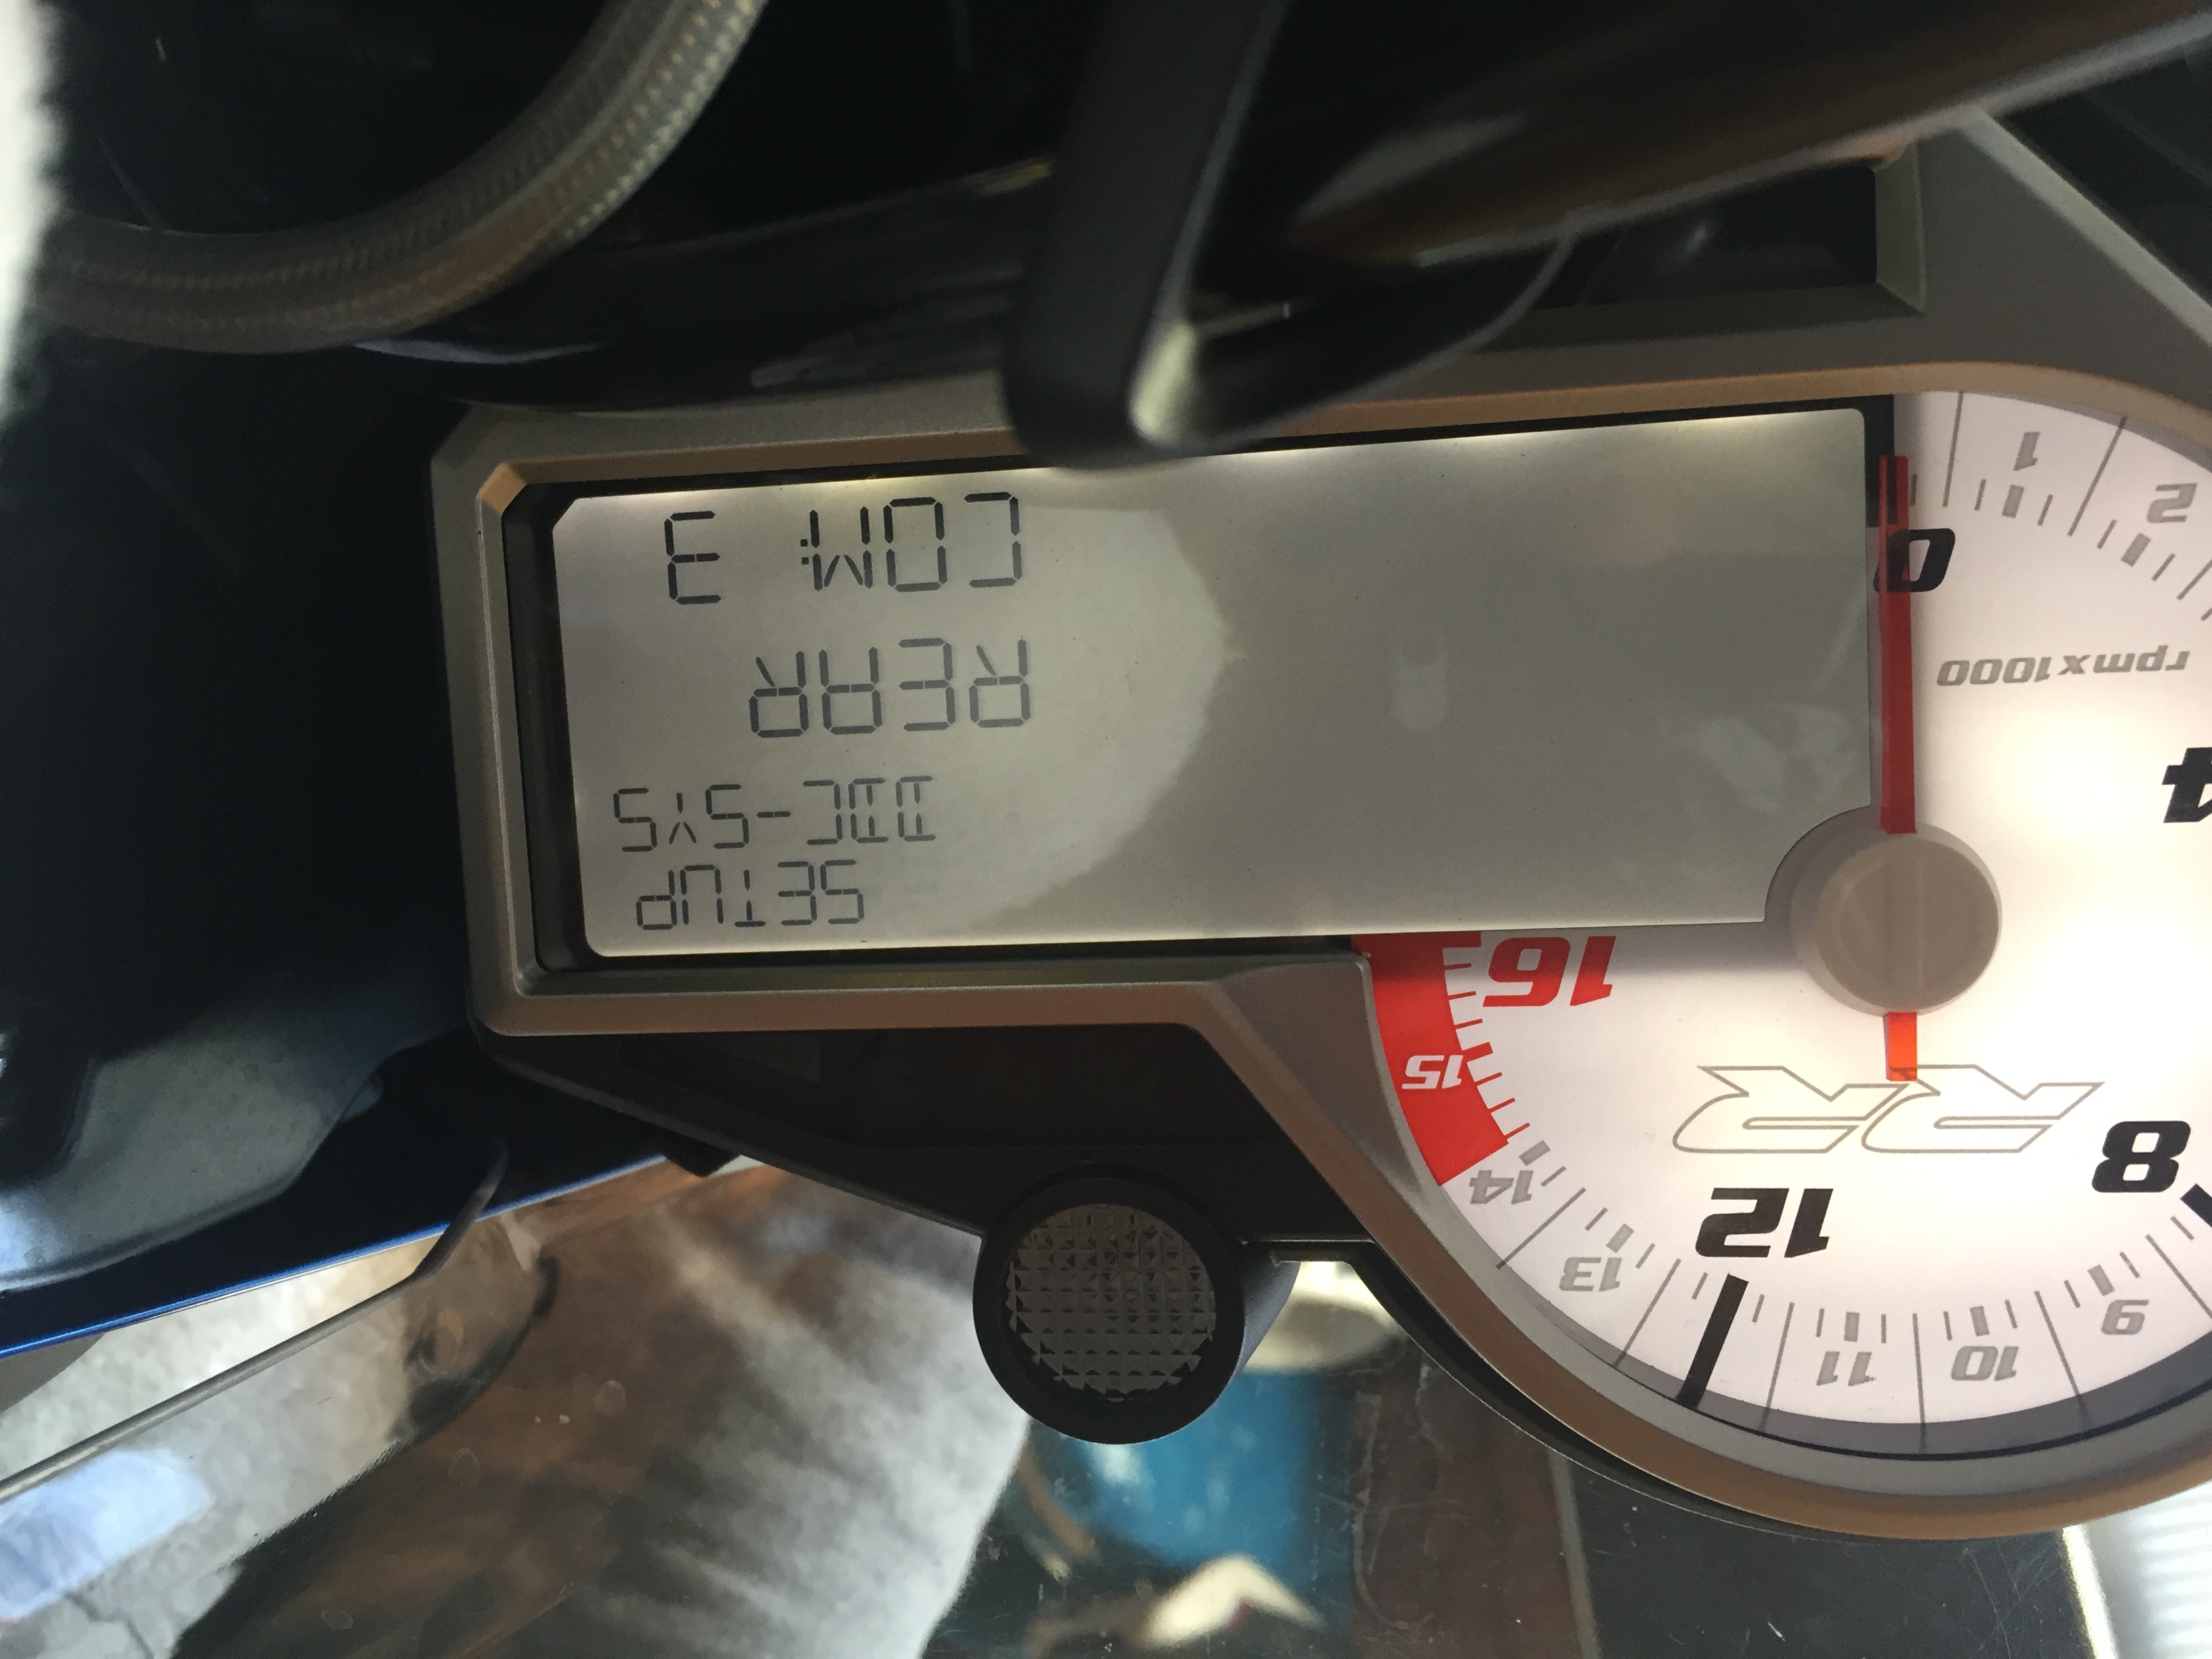 SETUP
DDC-SYS
REAR
COM: 3
0
1
2
4
8
9
10
11
12
13
14
15
16
rpmx1000
RR